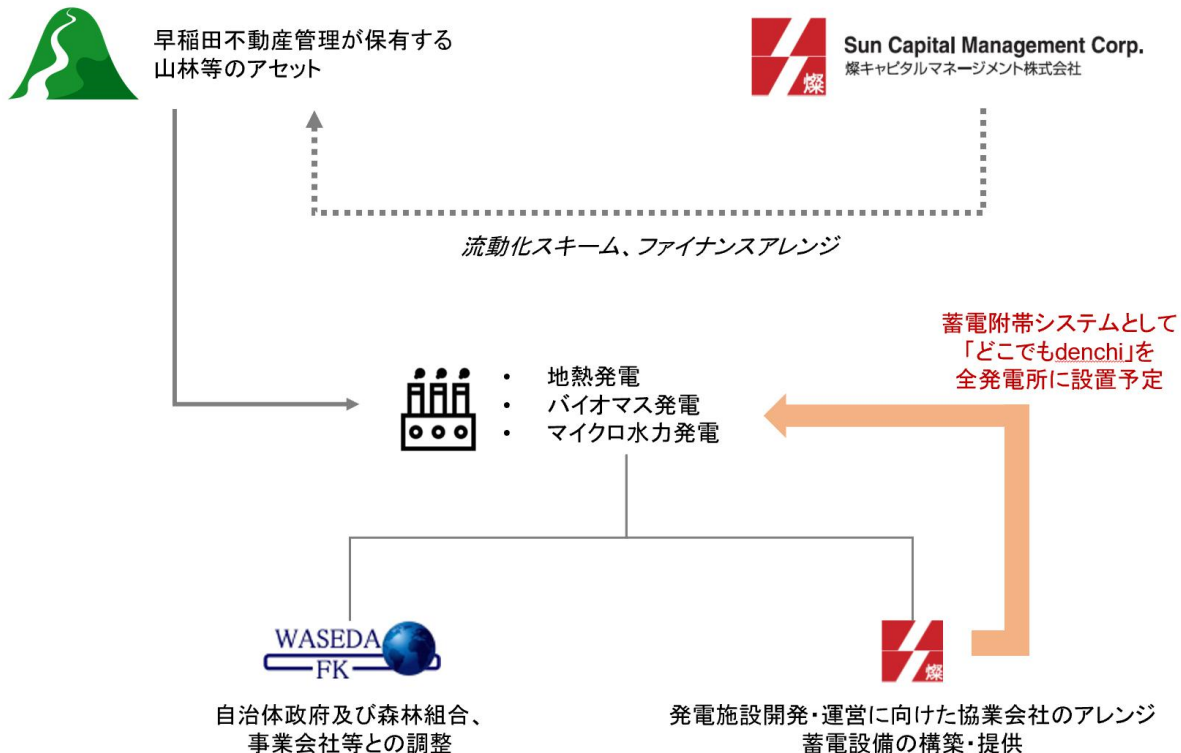 早稲田不動産管理が保有する
山林等のアセット
燦
Sun Capital Management Corp.
燦キャピタルマネージメント株式会社
流動化スキーム、ファイナンスアレンジ
蓄電附帯システムとして
「どこでもdenchi」を
全発電所に設置予定
・ 地熱発電
・ バイオマス発電
・ マイクロ水力発電
WASEDA
FK
自治体政府及び森林組合、
事業会社等との調整
燦
発電施設開発・運営に向けた協業会社のアレンジ
蓄電設備の構築・提供